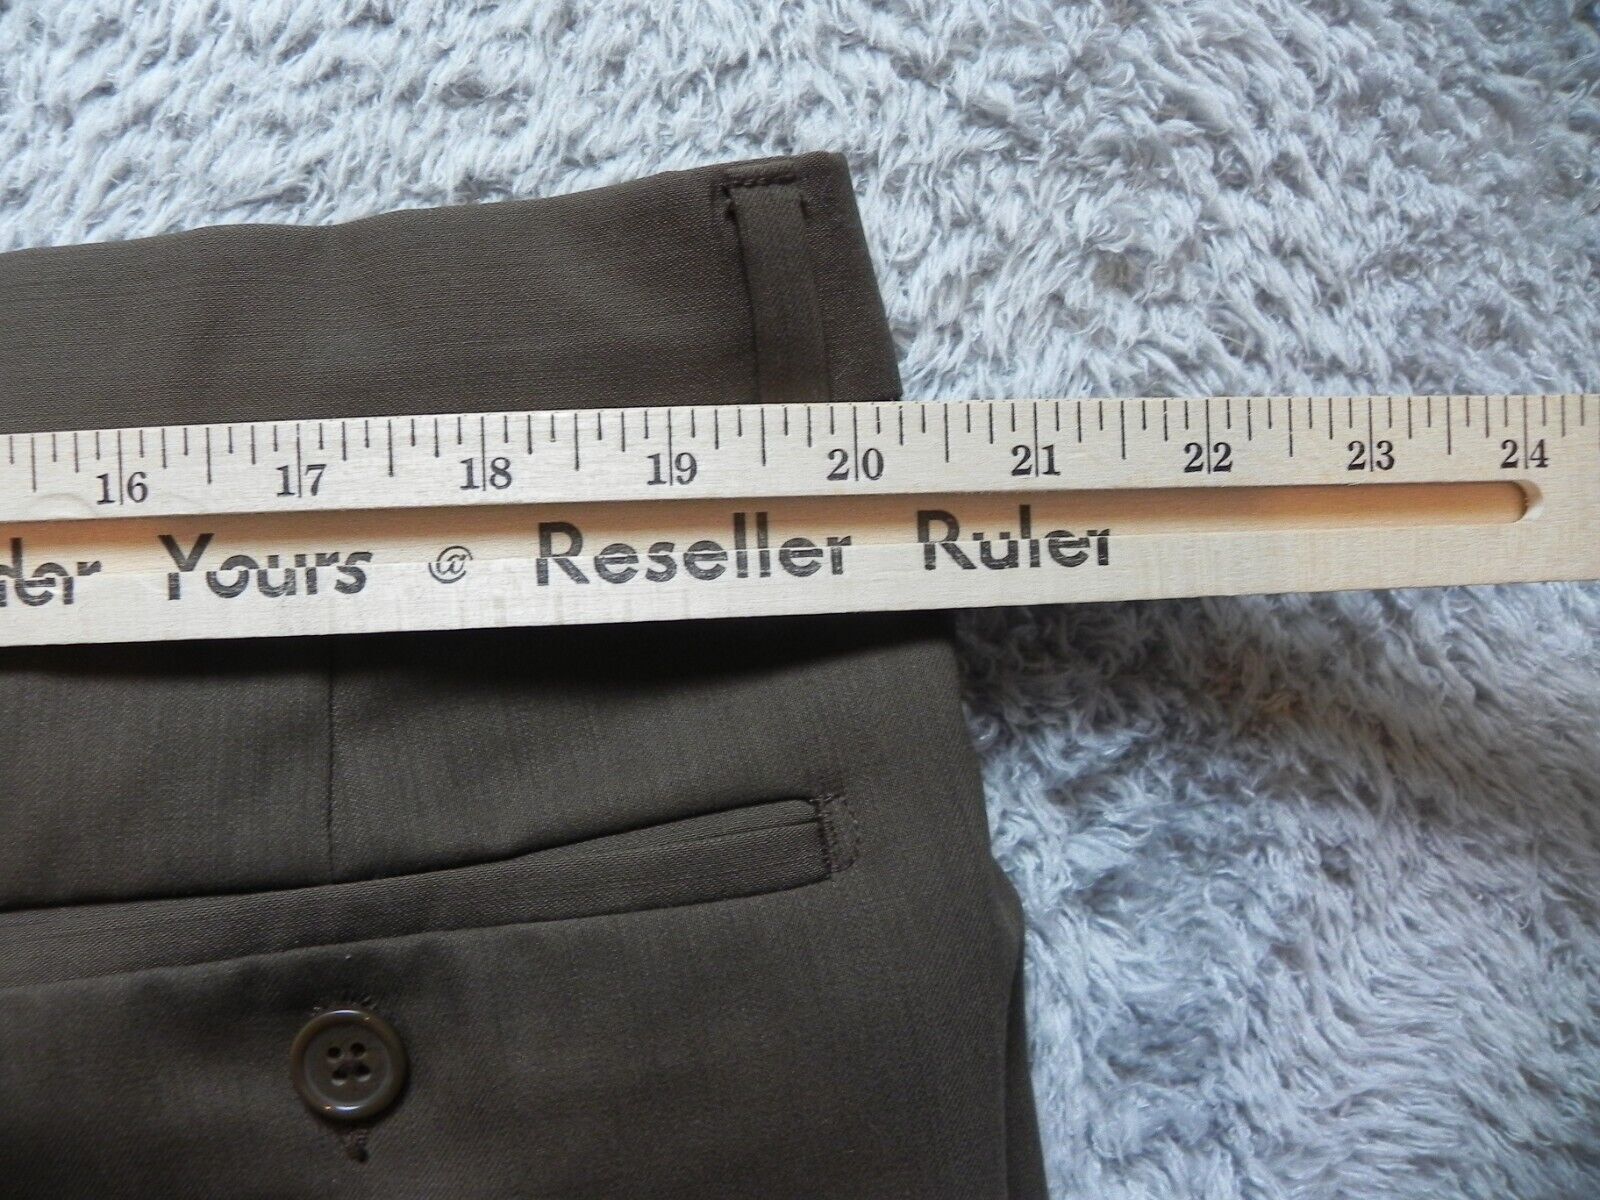 16 17 18 19 20 21 22 23 24
der Yours @ Reseller Ruler